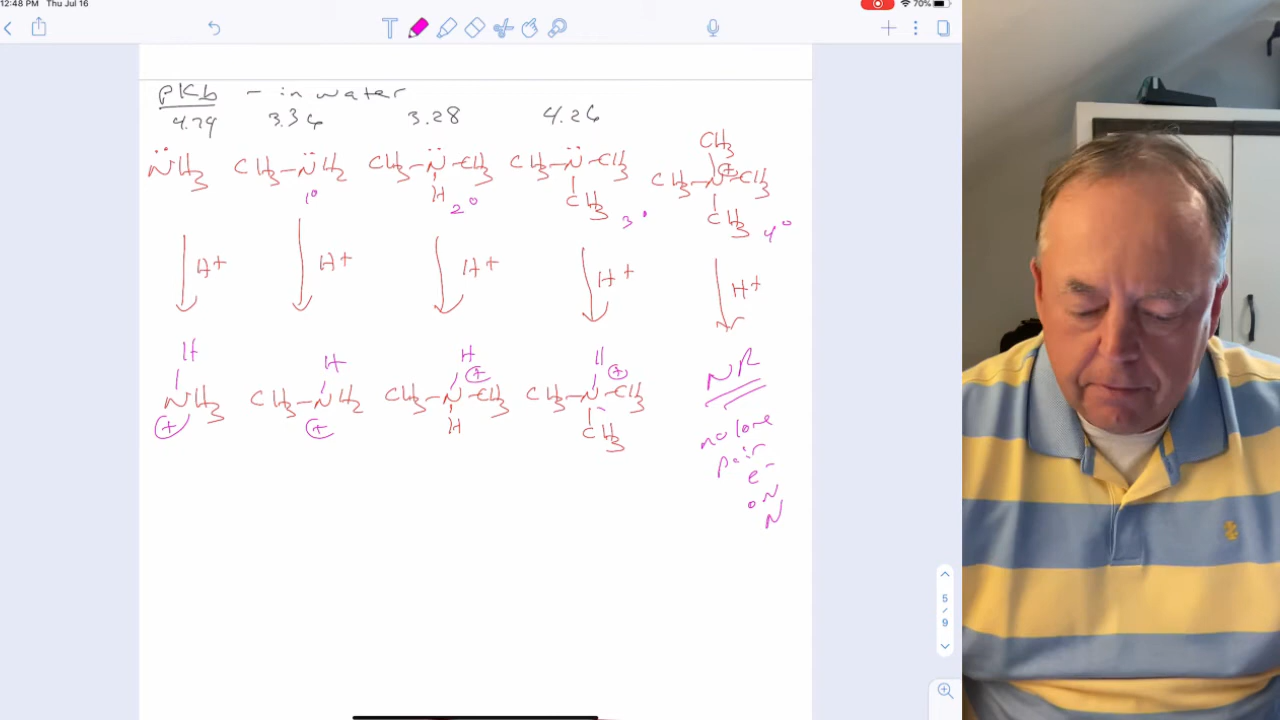 12:48 PM Thu Jul 16
70%
T
pKb - in water
4.74 3.36 3.28 4.26
NH3 CH3-NH2 CH3-N-CH3 CH3-N-CH3 CH3-N-CH3
H CH3 CH3 CH3
1° 2° 3° 4°
H+ H+ H+ H+ H+
H H H H
NH3 CH3-NH2 CH3-N-CH3 CH3-N-CH3
+ + + +
H CH3
NR
no lone
pair
e-
on
N
5
/
9